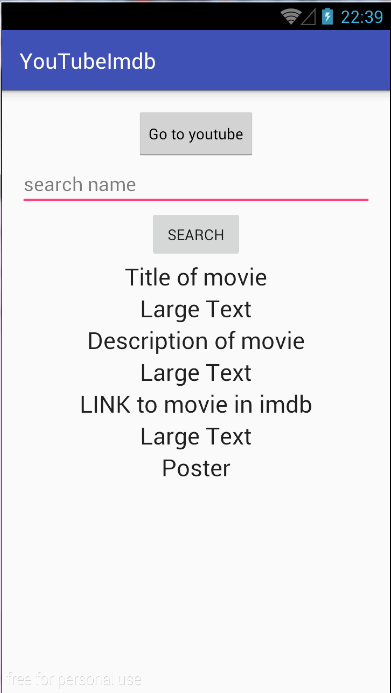 22:39
YouTubeImdb
Go to youtube
search name
SEARCH
Title of movie
Large Text
Description of movie
Large Text
LINK to movie in imdb
Large Text
Poster
free for personal use